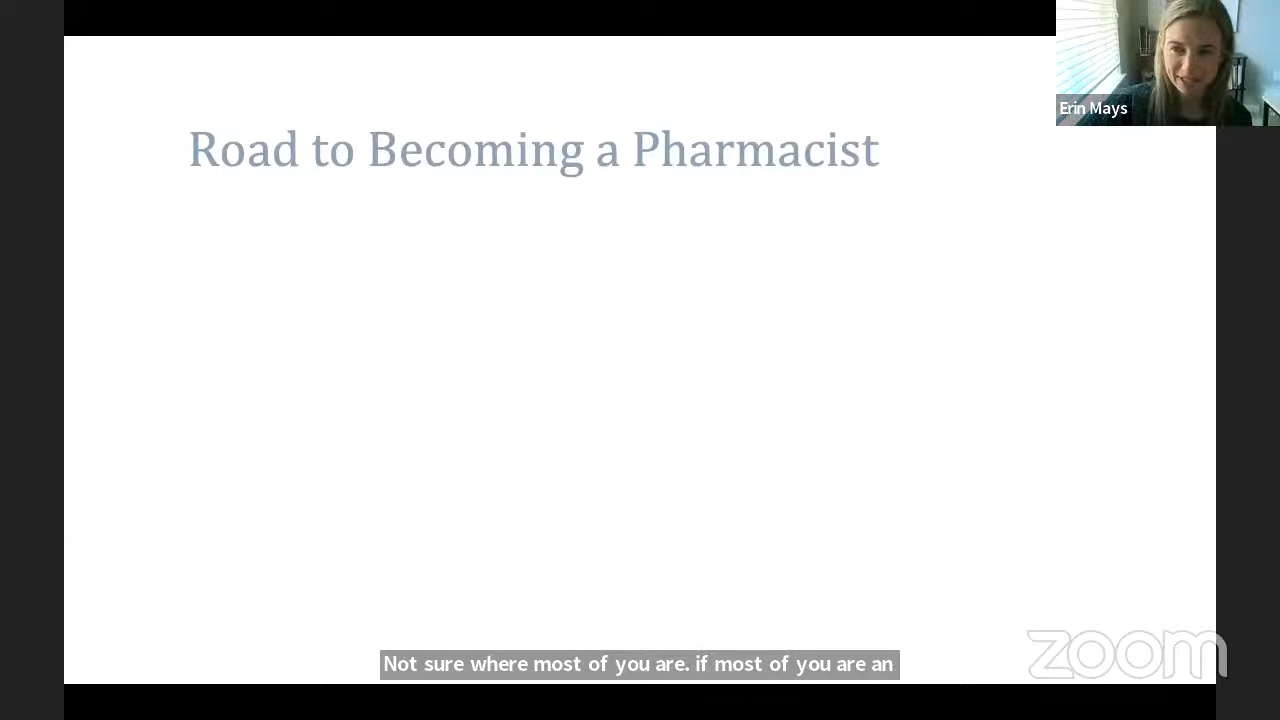 Erin Mays
Road to Becoming a Pharmacist
Not sure where most of you are. if most of you are an
zoom